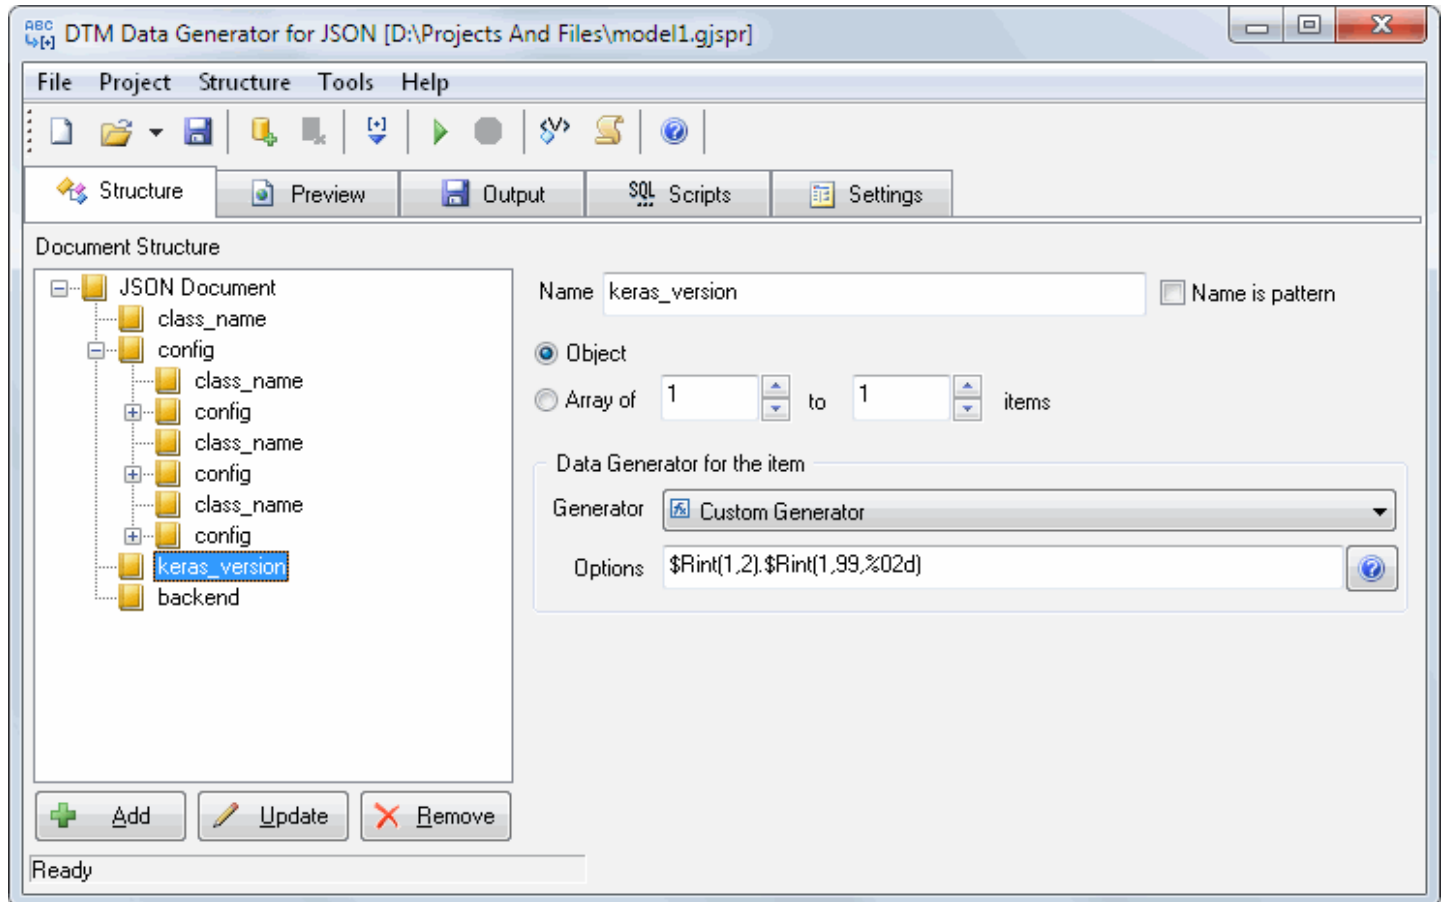 ABC
DTM Data Generator for JSON [D:\Projects And Files\model1.gjspr]
File Project Structure Tools Help
Structure Preview Output SQL Scripts Settings
Document Structure
JSON Document
class_name
config
class_name
config
class_name
config
class_name
config
keras_version
backend
Name keras_version Name is pattern
Object
Array of 1 to 1 items
Data Generator for the item
Generator Custom Generator
Options $Rint(1,2).$Rint(1,99,%02d)
Add Update Remove
Ready